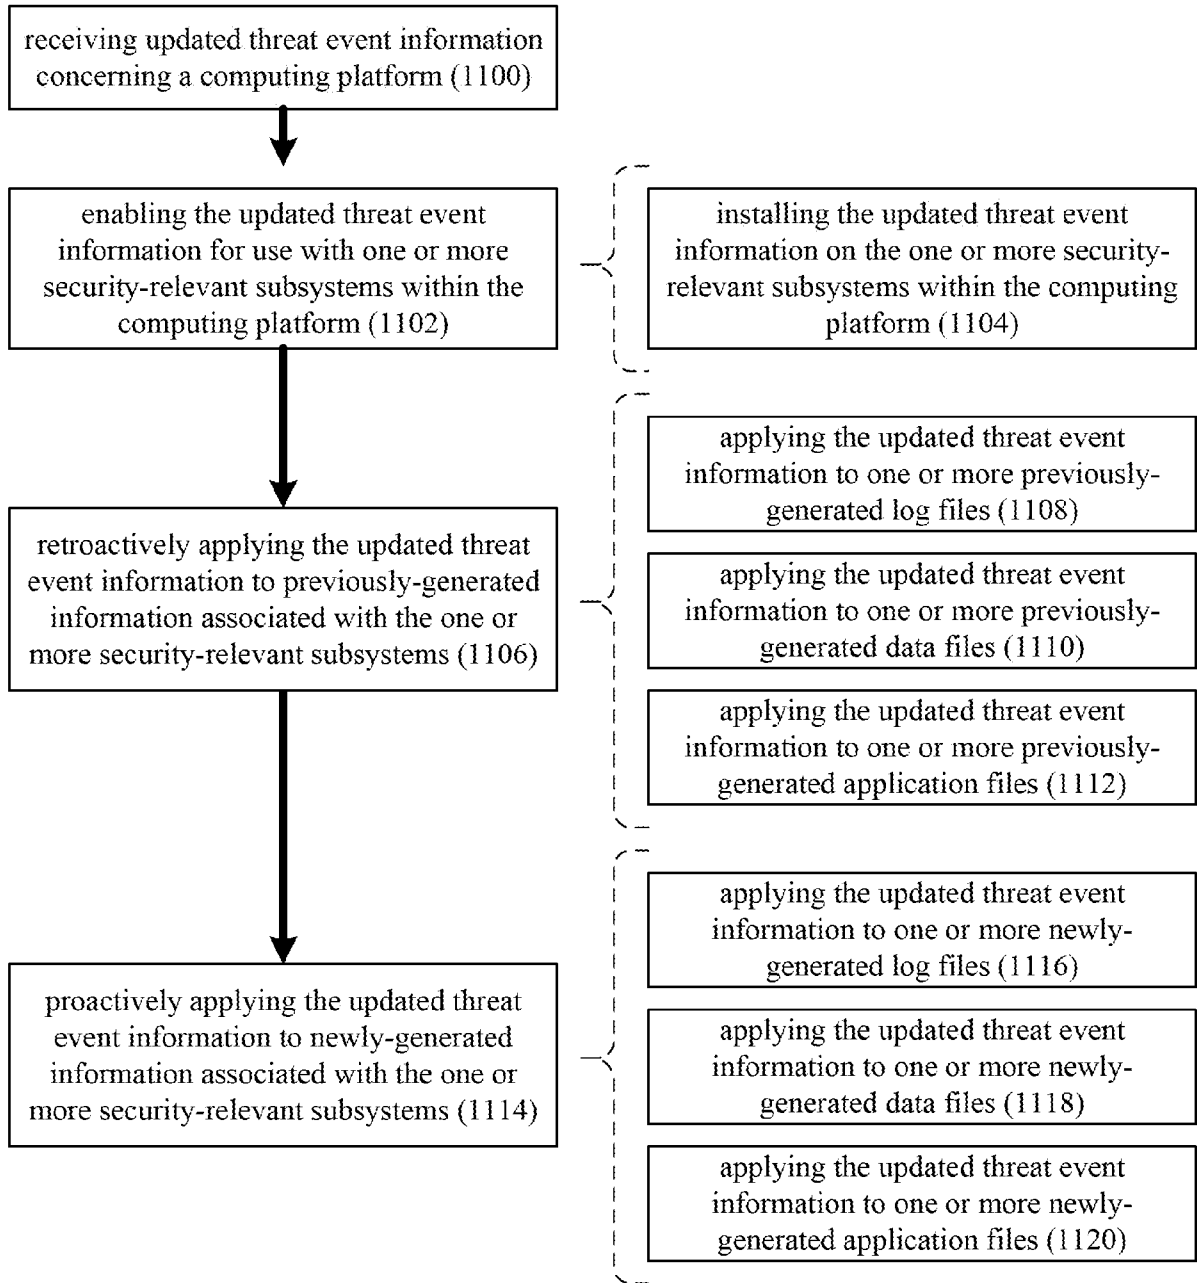 receiving updated threat event information
concerning a computing platform (1100)
enabling the updated threat event
information for use with one or more
security-relevant subsystems within the
computing platform (1102)
installing the updated threat event
information on the one or more security-
relevant subsystems within the computing
platform (1104)
retroactively applying the updated threat
event information to previously-generated
information associated with the one or
more security-relevant subsystems (1106)
applying the updated threat event
information to one or more previously-
generated log files (1108)
applying the updated threat event
information to one or more previously-
generated data files (1110)
applying the updated threat event
information to one or more previously-
generated application files (1112)
proactively applying the updated threat
event information to newly-generated
information associated with the one or
more security-relevant subsystems (1114)
applying the updated threat event
information to one or more newly-
generated log files (1116)
applying the updated threat event
information to one or more newly-
generated data files (1118)
applying the updated threat event
information to one or more newly-
generated application files (1120)